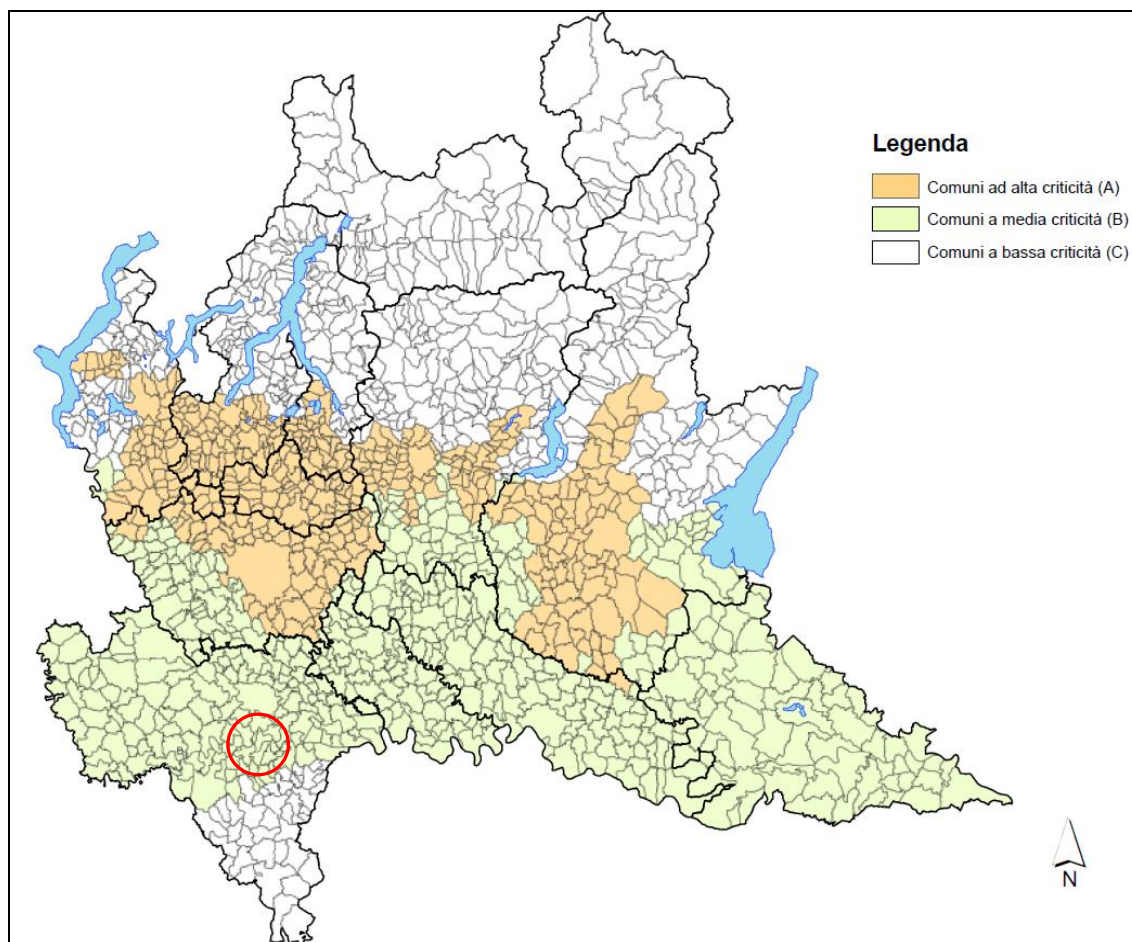 Legenda
Comuni ad alta criticità (A)
Comuni a media criticità (B)
Comuni a bassa criticità (C)
N